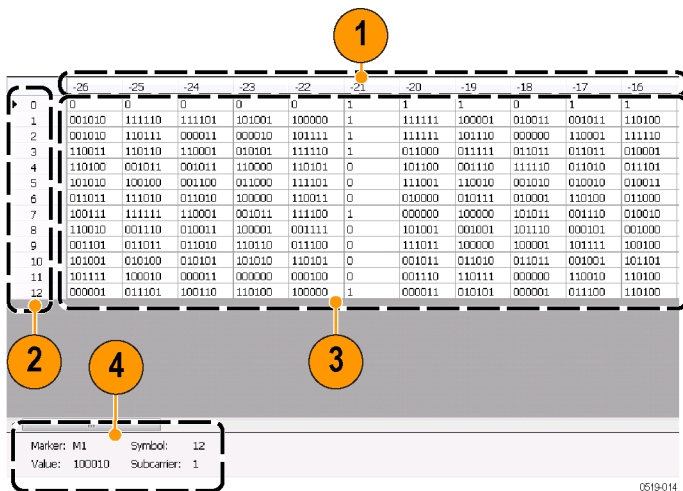 1
-26 -25 -24 -23 -22 -21 -20 -19 -18 -17 -16
0 0 0 0 0 0 1 1 1 1 1 1
1 001010 111110 111101 101001 100000 1 111111 100001 010011 001011 110100
2 001010 110111 000011 000010 101111 1 111111 101110 000000 110001 111110
3 110011 110110 110001 010101 111110 1 011000 011111 011011 011011 010001
4 110100 001011 001011 110000 110101 0 101100 001110 111110 011010 011101
5 101010 100100 001100 011000 111101 0 111001 110010 001010 010010 010011
6 011011 111010 011010 100000 110011 0 010000 010111 010001 110100 011000
7 100111 111111 110001 001011 111100 1 000000 100000 101011 001110 010010
8 110010 001110 010011 100001 001111 0 101001 001001 101110 000101 001000
9 001101 011011 011010 110110 011100 0 111011 100000 100001 101111 100100
10 101001 010100 010101 101010 110101 0 001011 011010 011011 001001 101101
11 101111 100010 000011 000000 000100 0 001110 110111 000000 110010 110100
12 000001 011101 100110 110100 100000 1 000011 010101 000001 011100 110100
2 4 3
Marker: M1 Symbol: 12
Value: 100010 Subcarrier: 1
0519-014